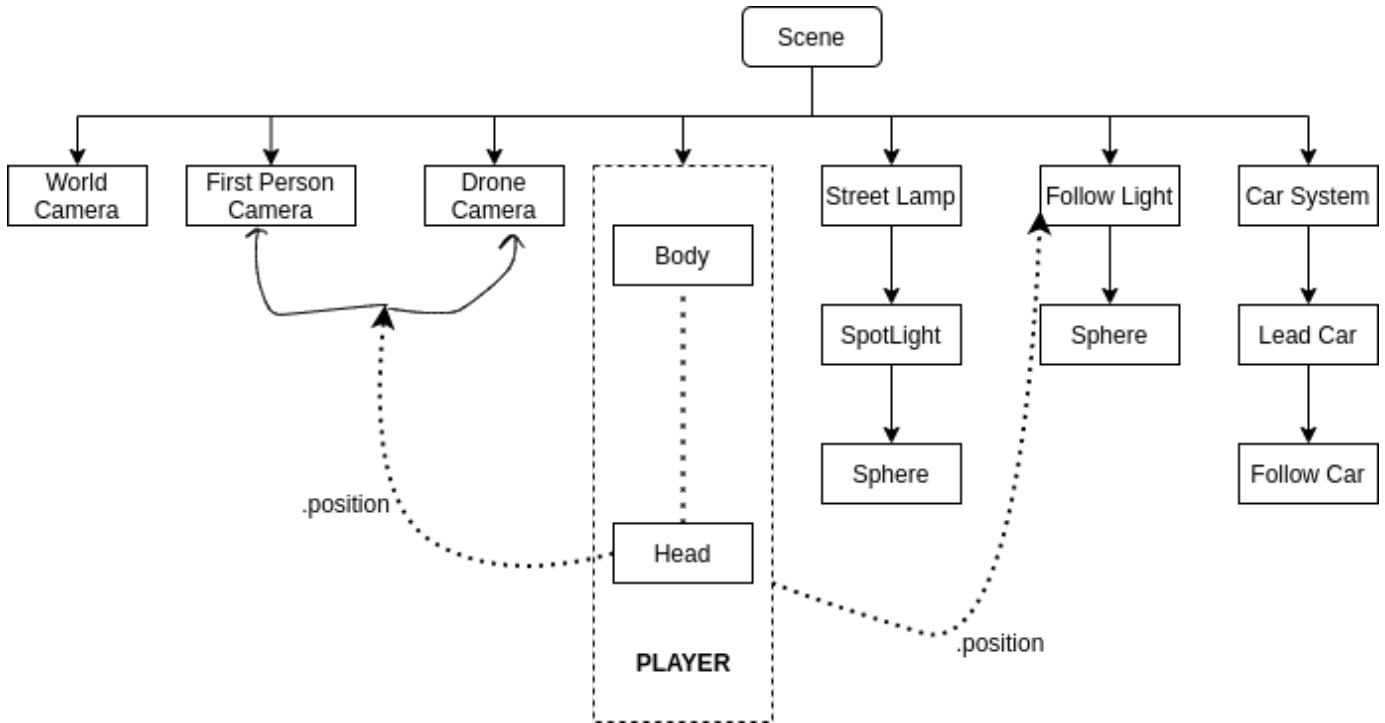 Scene
World
Camera
First Person
Camera
Drone
Camera
Street Lamp
Follow Light
Car System
Body
SpotLight
Sphere
Lead Car
Sphere
Follow Car
.position
Head
.position
PLAYER